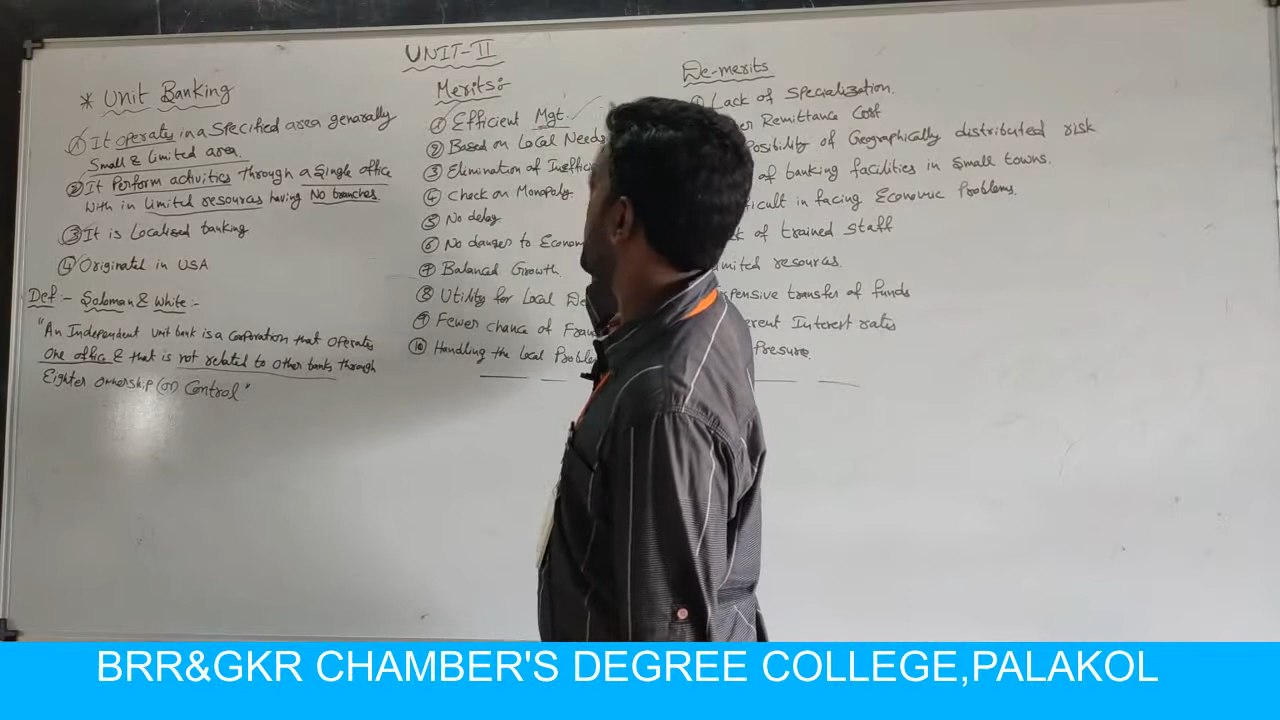 UNIT-II
* Unit Banking
① It operates in a specified area genarally
Small & limited area.
② It Perform activities through a single office
With in limited resources having No branches.
③ It is Localised banking
④ Originated in USA
Def:- Soloman & White:-
"An Independent unit bank is a corporation that operates
One office & that is not related to other banks through
Eighter ownership (or) Control"
Merits:
① Efficient Mgt.
② Based on Local Needs
③ Elimination of
④ Check on Monopoly.
⑤ No delay
⑥ No danger to
⑦ Balanced Growth.
⑧ Utility for Local
⑨ Fewer chance of
⑩ Handling the Local
De-merits
① Lack of Specialization.
Remittance Cost
of Geographically distributed risk
of banking facilities in small towns.
in facing Economic Problems.
of trained staff
resources.
transfer of funds
Interest rates
Presure
BRR&GKR CHAMBER'S DEGREE COLLEGE,PALAKOL